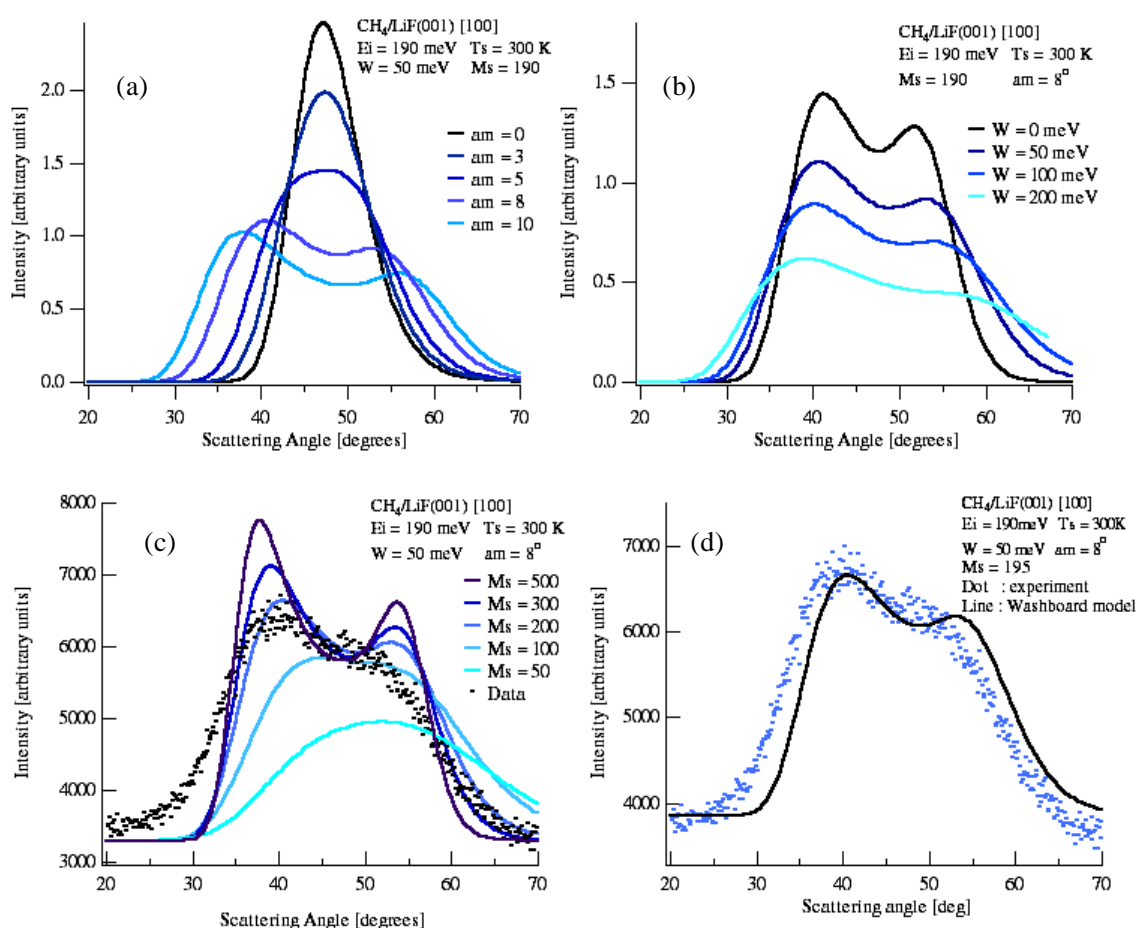 (a)
CH4/LiF(001) [100]
Ei = 190 meV Ts = 300 K
W = 50 meV Ms = 190
am = 0
am = 3
am = 5
am = 8
am = 10
Intensity [arbitrary units]
2.0
1.5
1.0
0.5
0.0
20 30 40 50 60 70
Scattering Angle [degrees]
(b)
CH4/LiF(001) [100]
Ei = 190 meV Ts = 300 K
Ms = 190 am = 8°
W = 0 meV
W = 50 meV
W = 100 meV
W = 200 meV
Intensity [arbitrary units]
1.5
1.0
0.5
0.0
20 30 40 50 60 70
Scattering Angle [degrees]
(c)
CH4/LiF(001) [100]
Ei = 190 meV Ts = 300 K
W = 50 meV am = 8°
Ms = 500
Ms = 300
Ms = 200
Ms = 100
Ms = 50
Data
Intensity [arbitrary units]
8000
7000
6000
5000
4000
3000
20 30 40 50 60 70
Scattering Angle [degrees]
(d)
CH4/LiF(001) [100]
Ei = 190meV Ts = 300K
W = 50 meV am = 8°
Ms = 195
Dot : experiment
Line : Washboard model
Intensity [arbitrary units]
7000
6000
5000
4000
20 30 40 50 60 70
Scattering angle [deg]